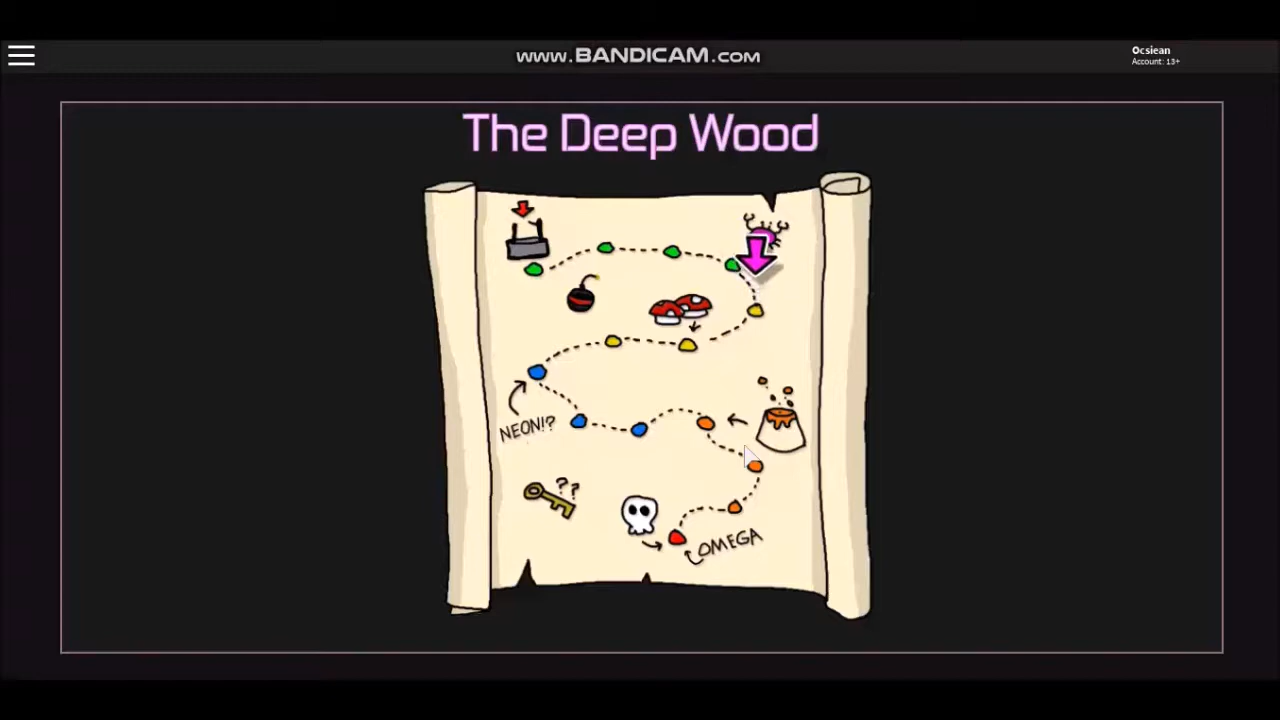 www.BANDICAM.com
Ocsiean
Account: 13+
The Deep Wood
NEON!?
??
OMEGA